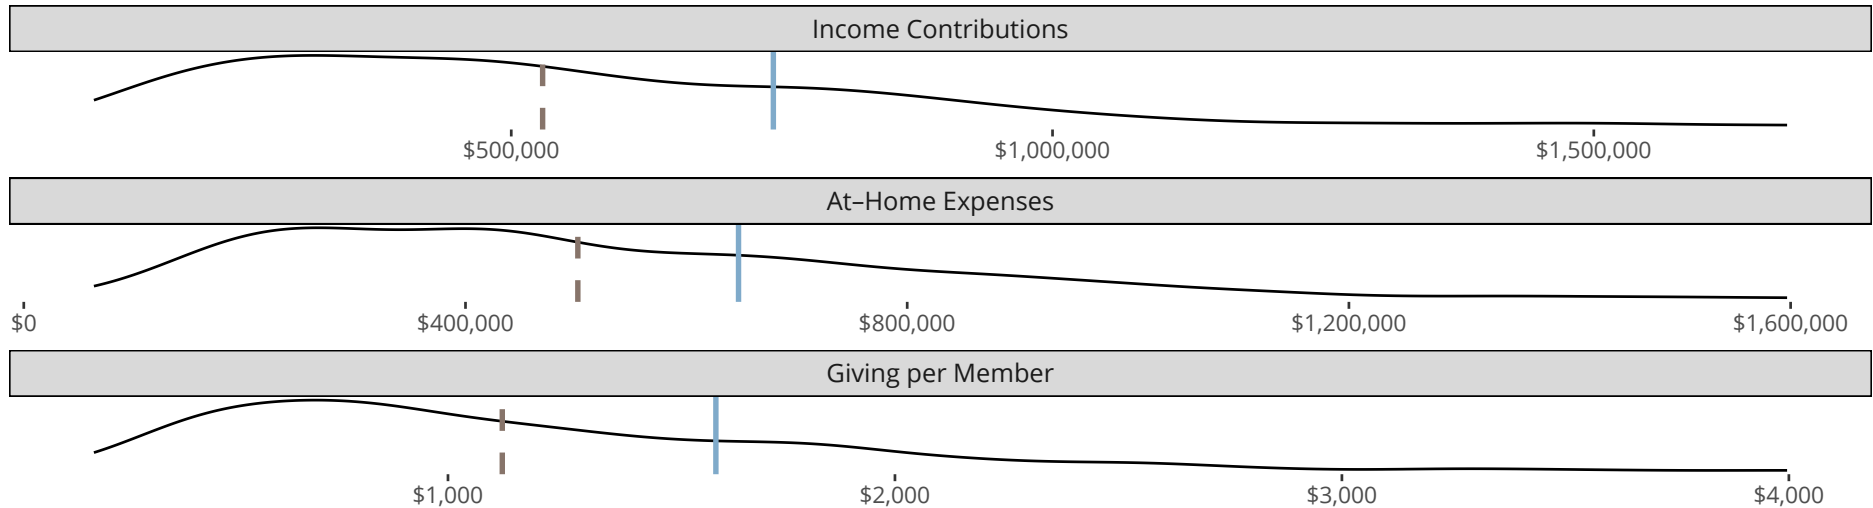 Income Contributions
$500,000 $1,000,000 $1,500,000
At–Home Expenses
$0 $400,000 $800,000 $1,200,000 $1,600,000
Giving per Member
$1,000 $2,000 $3,000 $4,000